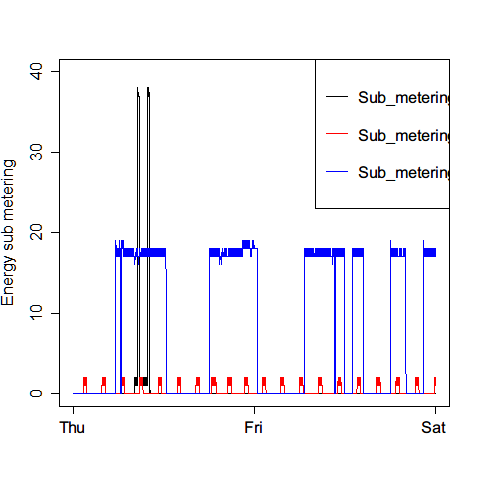 Energy sub metering
40
30
20
10
0
Sub_metering
Sub_metering
Sub_metering
Thu
Fri
Sat